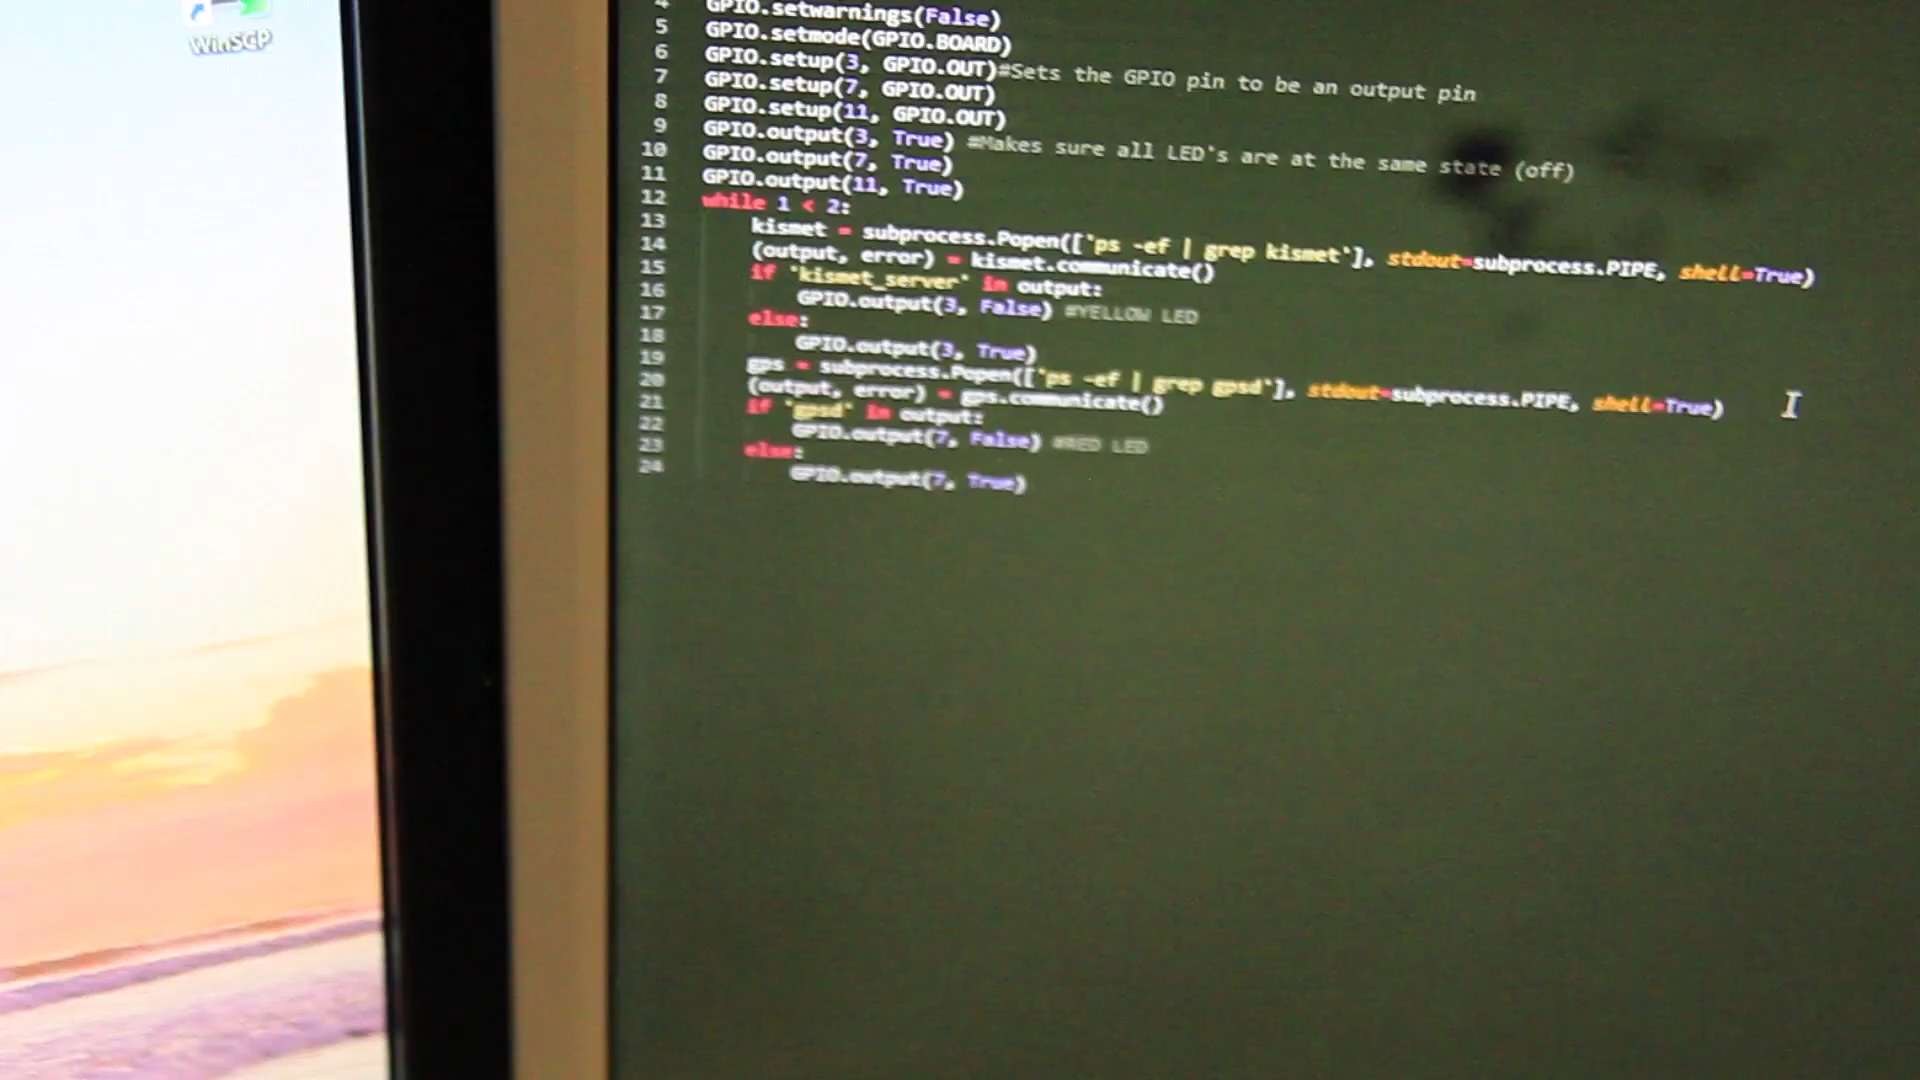 WinSCP
4 GPIO.setwarnings(False)
5 GPIO.setmode(GPIO.BOARD)
6 GPIO.setup(3, GPIO.OUT)#Sets the GPIO pin to be an output pin
7 GPIO.setup(7, GPIO.OUT)
8 GPIO.setup(11, GPIO.OUT)
9 GPIO.output(3, True) #Makes sure all LED's are at the same state (off)
10 GPIO.output(7, True)
11 GPIO.output(11, True)
12 while 1 < 2:
13 kismet = subprocess.Popen(['ps -ef | grep kismet'], stdout=subprocess.PIPE, shell=True)
14 (output, error) = kismet.communicate()
15 if 'kismet_server' in output:
16 GPIO.output(3, False) #YELLOW LED
17 else:
18 GPIO.output(3, True)
19 gps = subprocess.Popen(['ps -ef | grep gpsd'], stdout=subprocess.PIPE, shell=True)
20 (output, error) = gps.communicate()
21 if 'gpsd' in output:
22 GPIO.output(7, False) #RED LED
23 else:
24 GPIO.output(7, True)